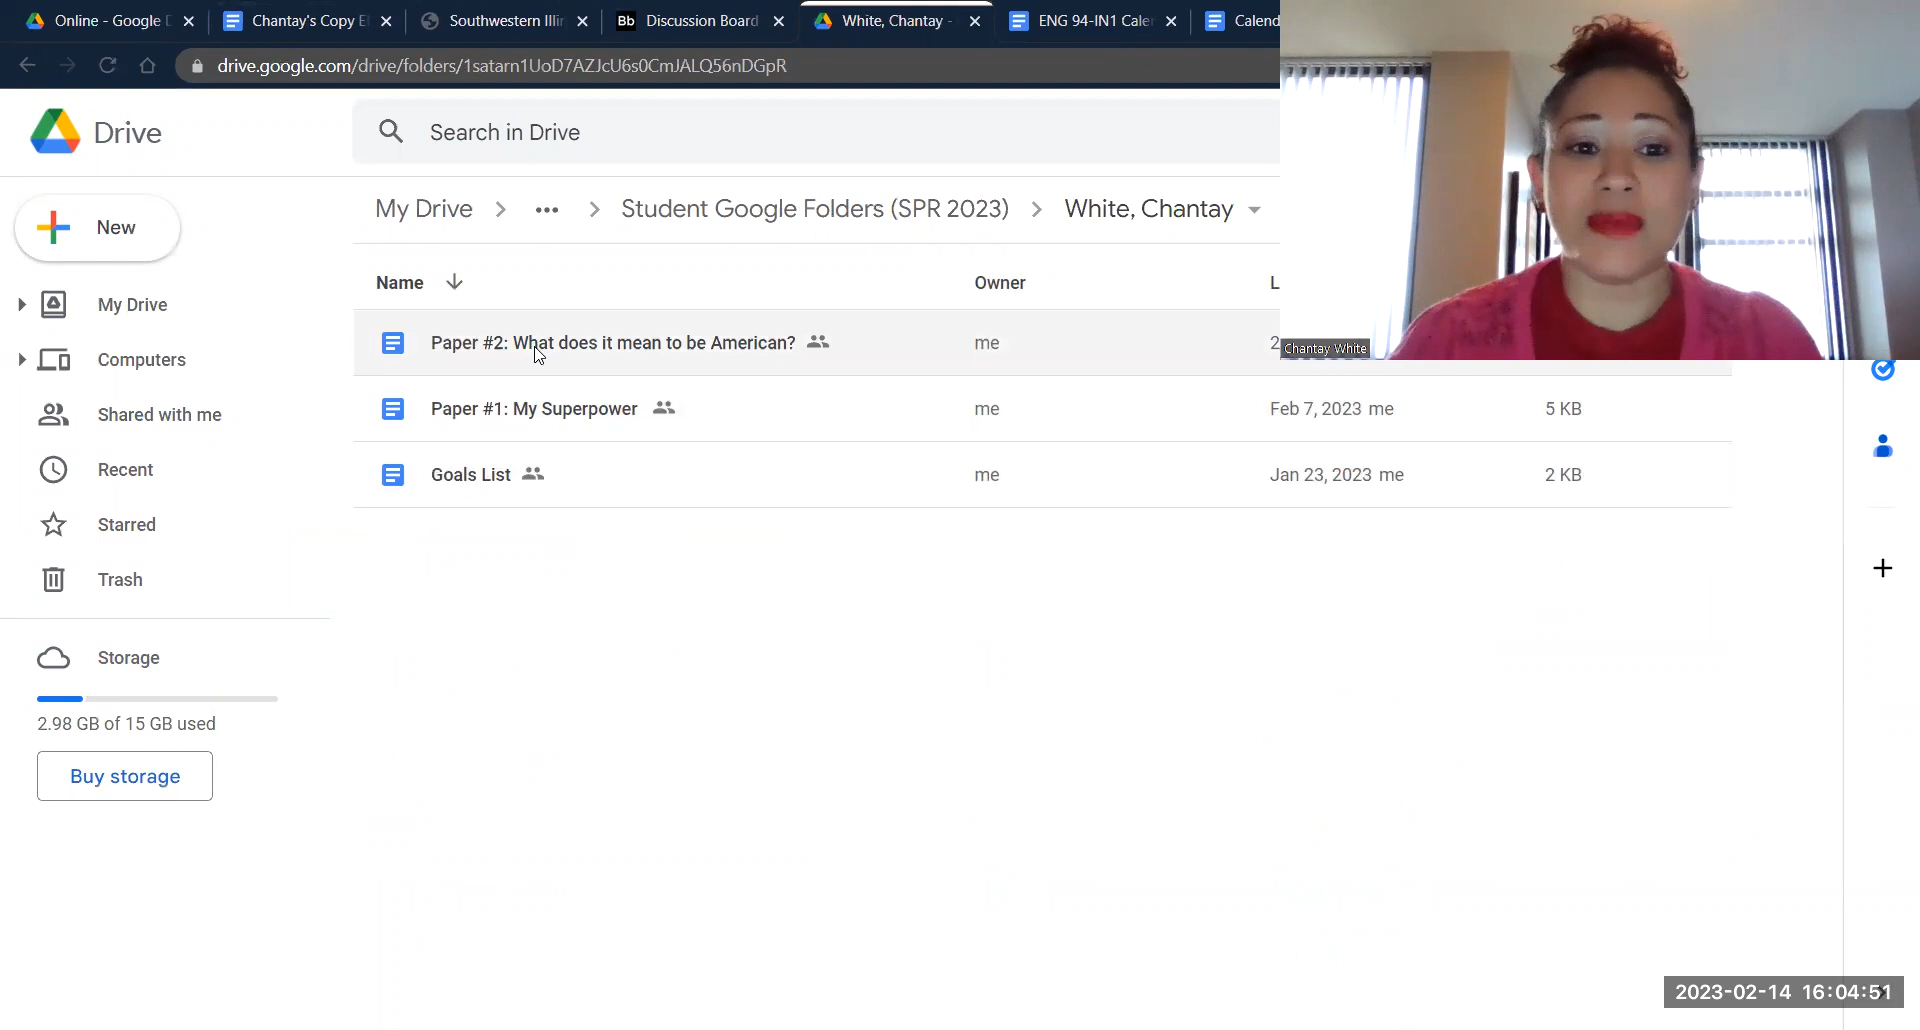 Online - Google D
Chantay's Copy E
Southwestern Illin
Bb Discussion Board
White, Chantay -
ENG 94-IN1 Cale
Calend
drive.google.com/drive/folders/1satarn1UoD7AZJcU6s0CmJALQ56nDGpR
Drive
Search in Drive
New
My Drive
Computers
Shared with me
Recent
Starred
Trash
Storage
2.98 GB of 15 GB used
Buy storage
My Drive > ... > Student Google Folders (SPR 2023) > White, Chantay
Name Owner L
Paper #2: What does it mean to be American? me 2
Paper #1: My Superpower me Feb 7, 2023 me 5 KB
Goals List me Jan 23, 2023 me 2 KB
Chantay White
2023-02-14 16:04:51